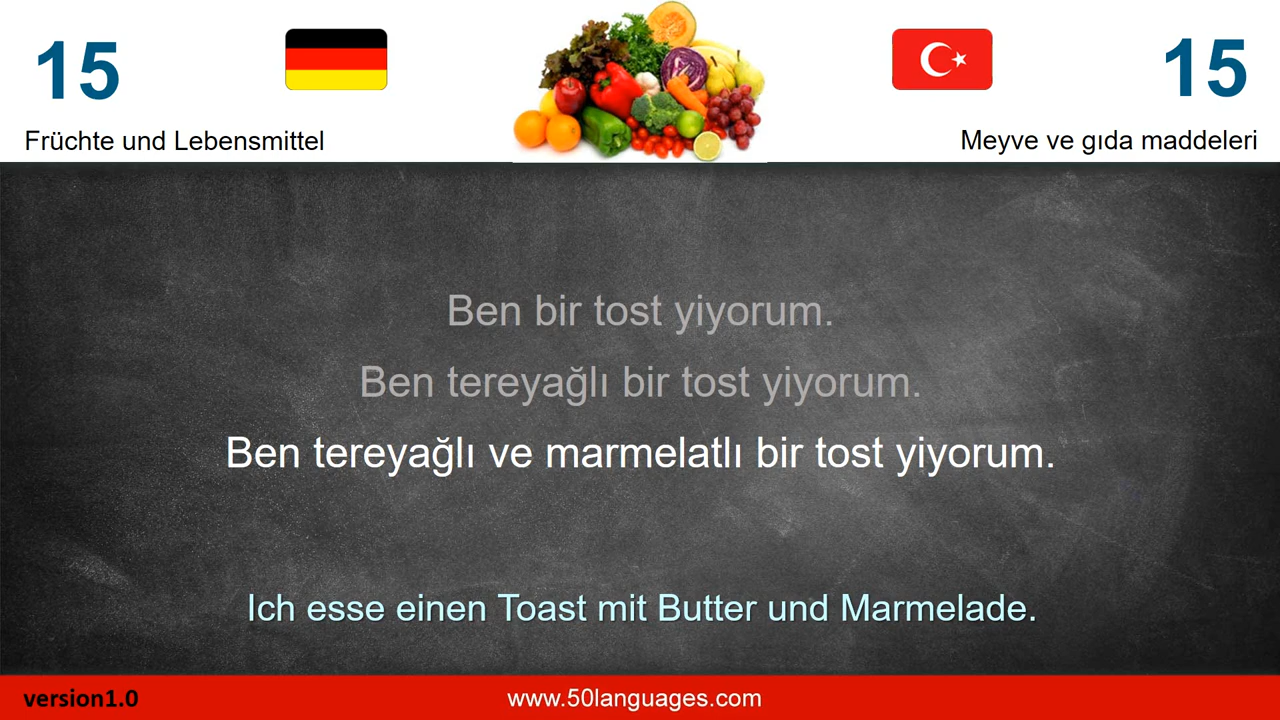 15
15
Früchte und Lebensmittel
Meyve ve gıda maddeleri
Ben bir tost yiyorum.
Ben tereyağlı bir tost yiyorum.
Ben tereyağlı ve marmelatlı bir tost yiyorum.
Ich esse einen Toast mit Butter und Marmelade.
version1.0
www.50languages.com